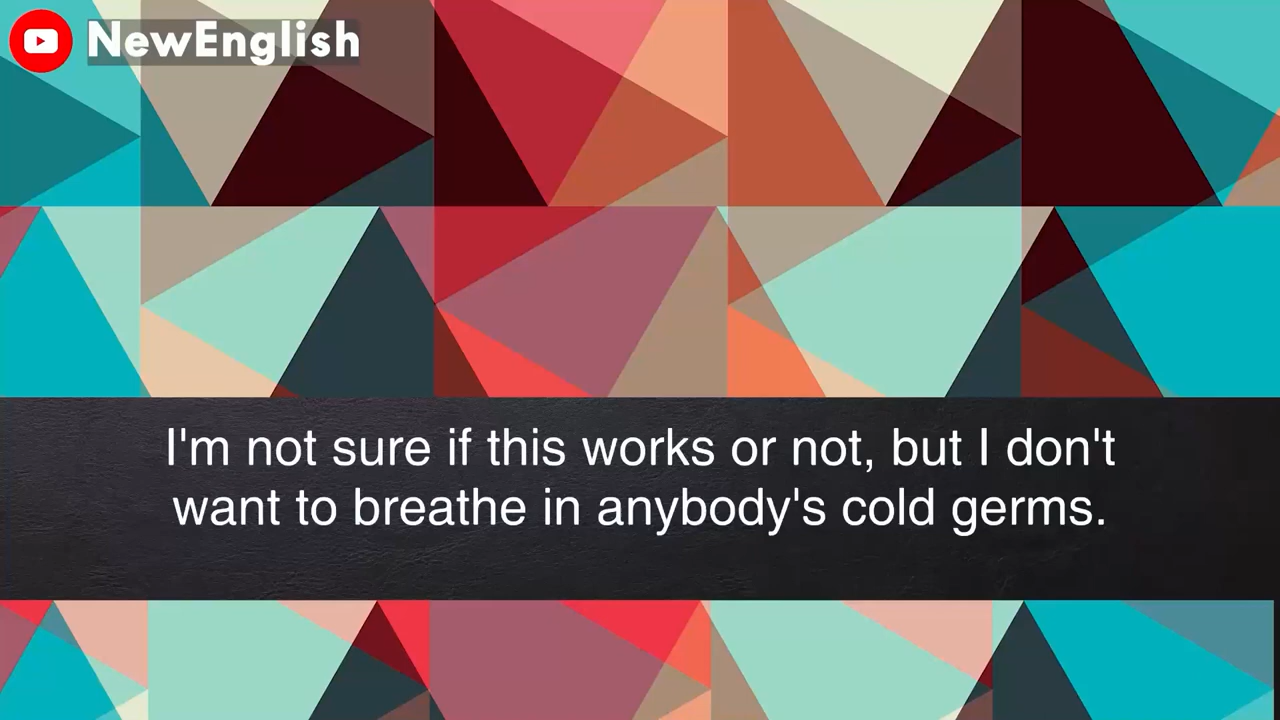 NewEnglish
I'm not sure if this works or not, but I don't
want to breathe in anybody's cold germs.